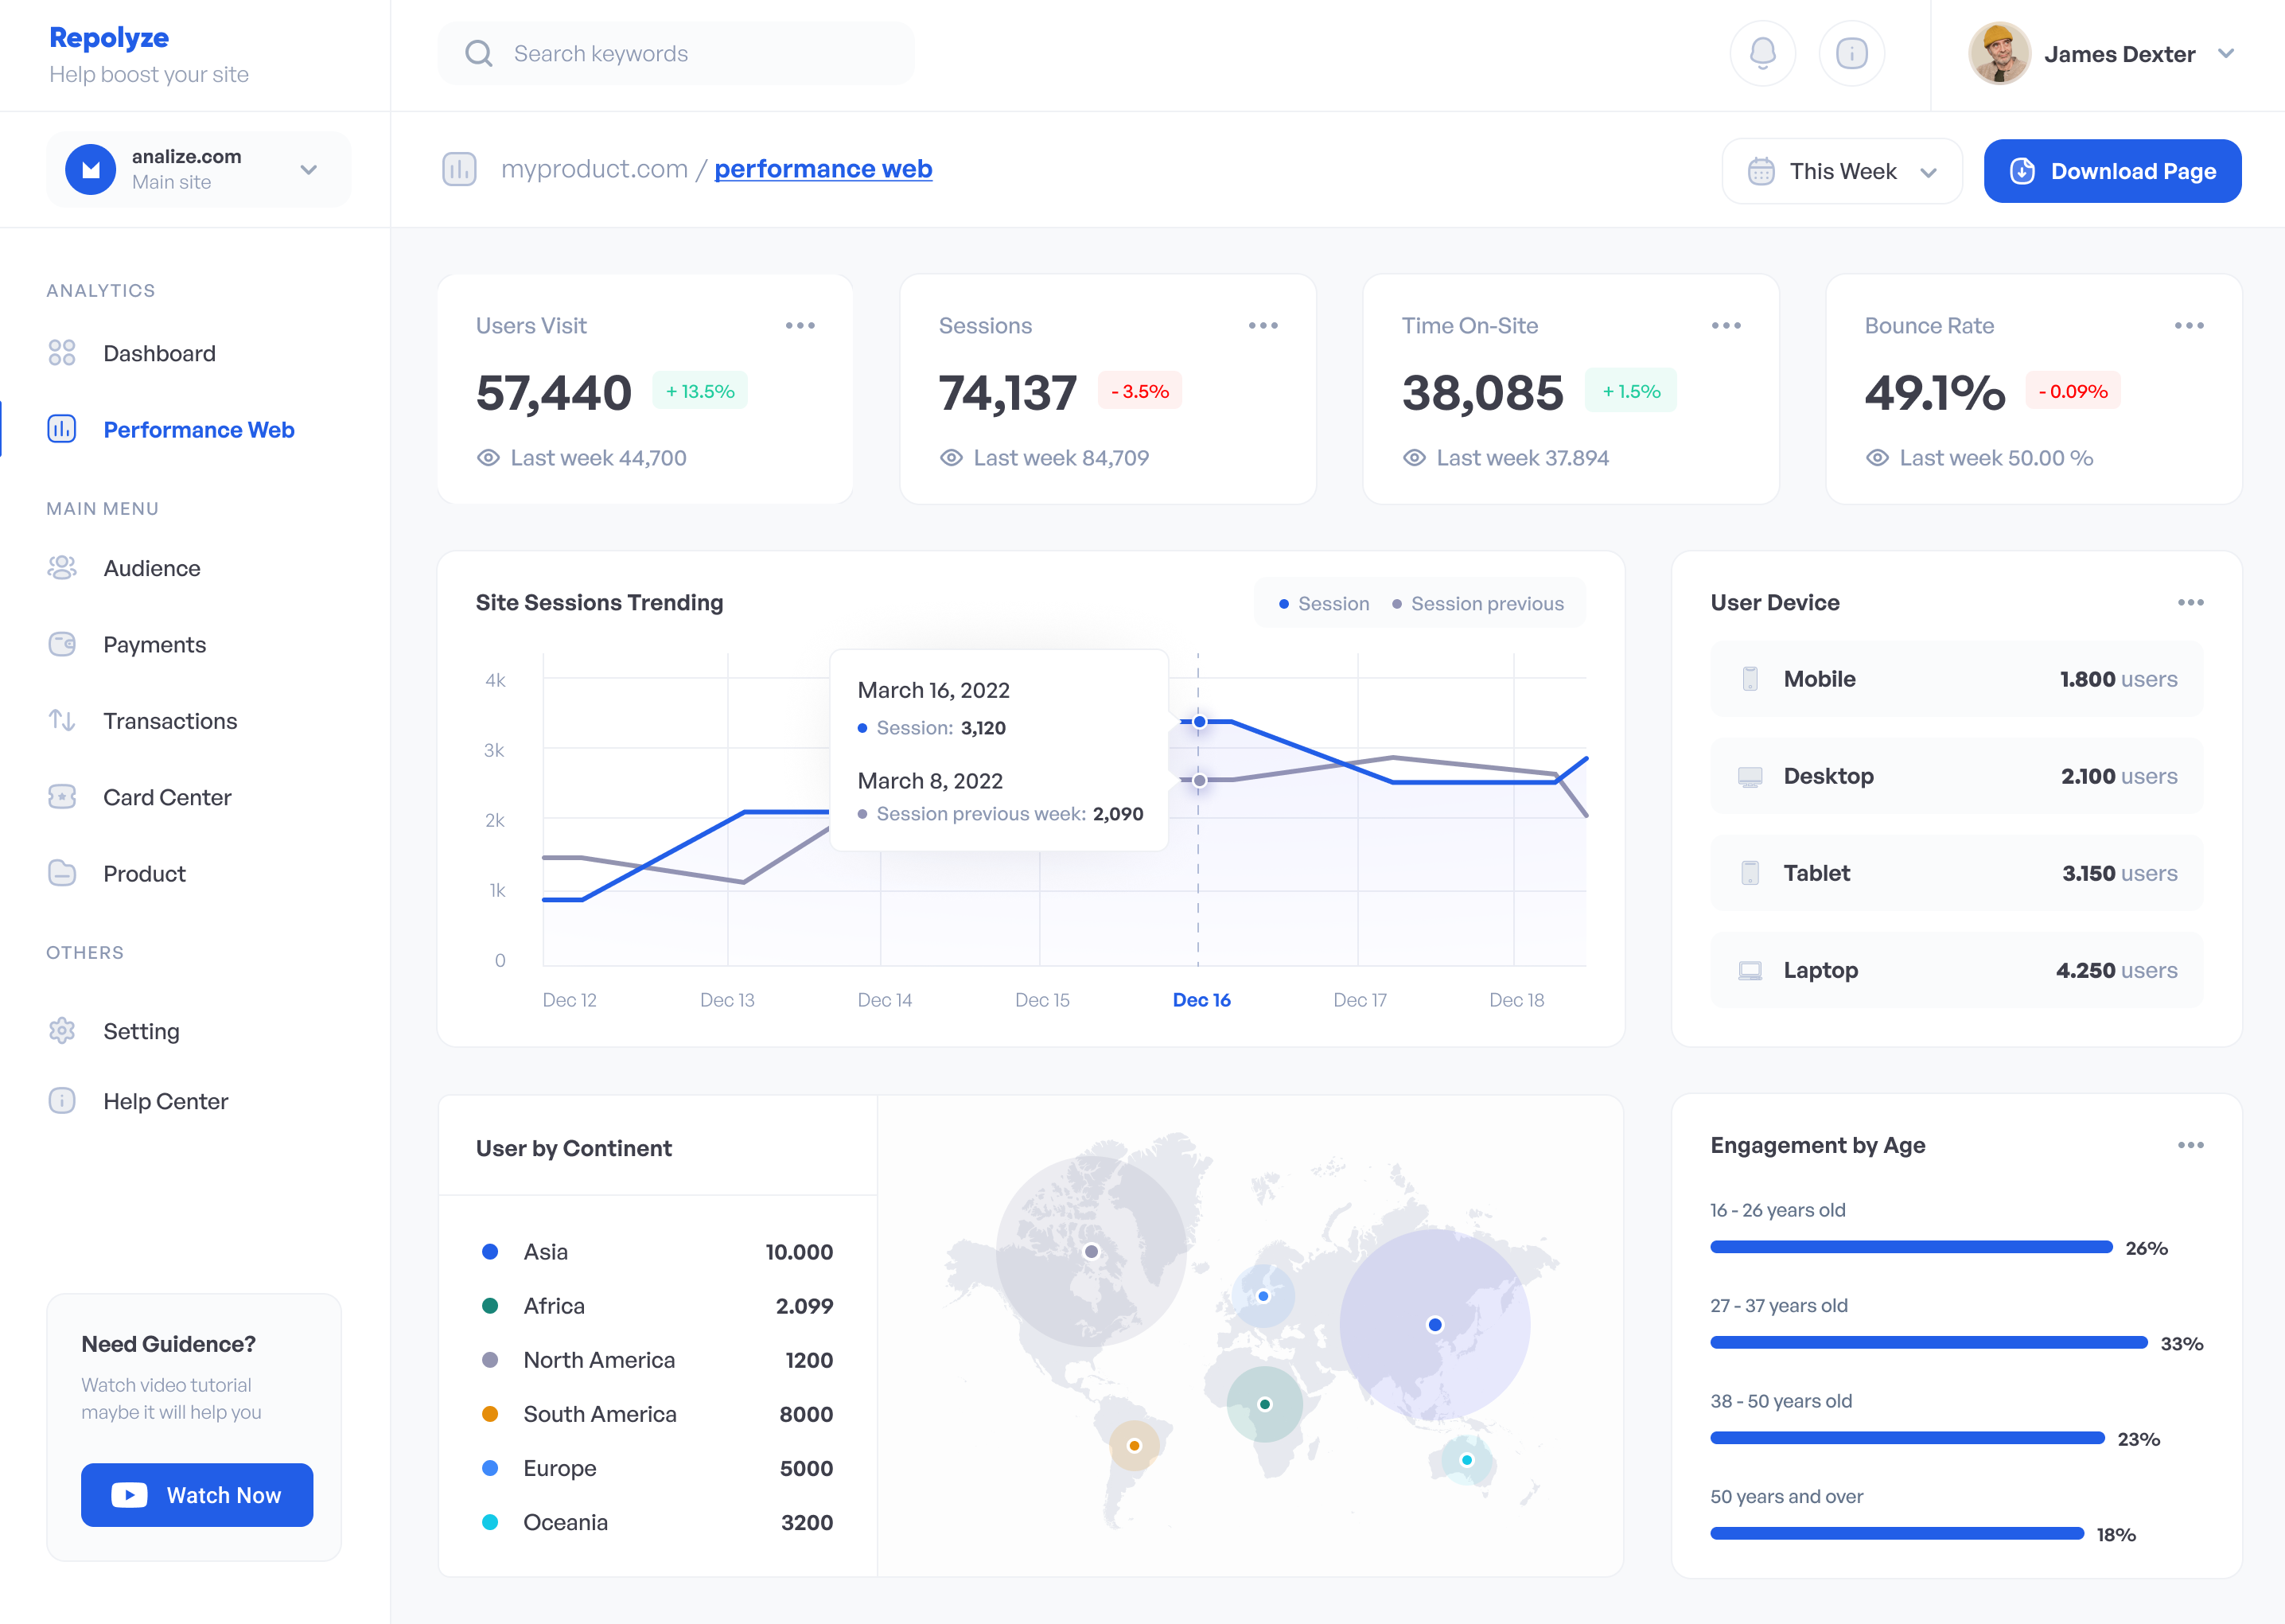 Repolyze
Help boost your site
Search keywords
James Dexter
analize.com
Main site
myproduct.com / performance web
This Week
Download Page
ANALYTICS
Dashboard
Performance Web
MAIN MENU
Audience
Payments
Transactions
Card Center
Product
OTHERS
Setting
Help Center
Need Guidence?
Watch video tutorial
maybe it will help you
Watch Now
Users Visit
57,440
+ 13.5%
Last week 44,700
Sessions
74,137
- 3.5%
Last week 84,709
Time On-Site
38,085
+ 1.5%
Last week 37.894
Bounce Rate
49.1%
- 0.09%
Last week 50.00 %
Site Sessions Trending
Session
Session previous
4k
3k
2k
1k
0
March 16, 2022
Session: 3,120
March 8, 2022
Session previous week: 2,090
Dec 12
Dec 13
Dec 14
Dec 15
Dec 16
Dec 17
Dec 18
User Device
Mobile 1.800 users
Desktop 2.100 users
Tablet 3.150 users
Laptop 4.250 users
User by Continent
Asia 10.000
Africa 2.099
North America 1200
South America 8000
Europe 5000
Oceania 3200
Engagement by Age
16 - 26 years old
26%
27 - 37 years old
33%
38 - 50 years old
23%
50 years and over
18%